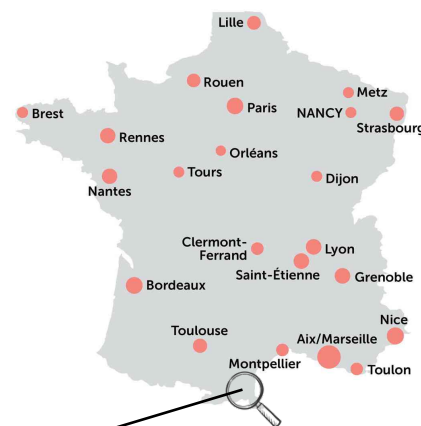 Lille
Rouen
Metz
Paris
Brest
NANCY
Strasbourg
Rennes
Orléans
Tours
Dijon
Nantes
Clermont-
Ferrand
Lyon
Saint-Étienne
Grenoble
Bordeaux
Nice
Toulouse
Aix/Marseille
Montpellier
Toulon